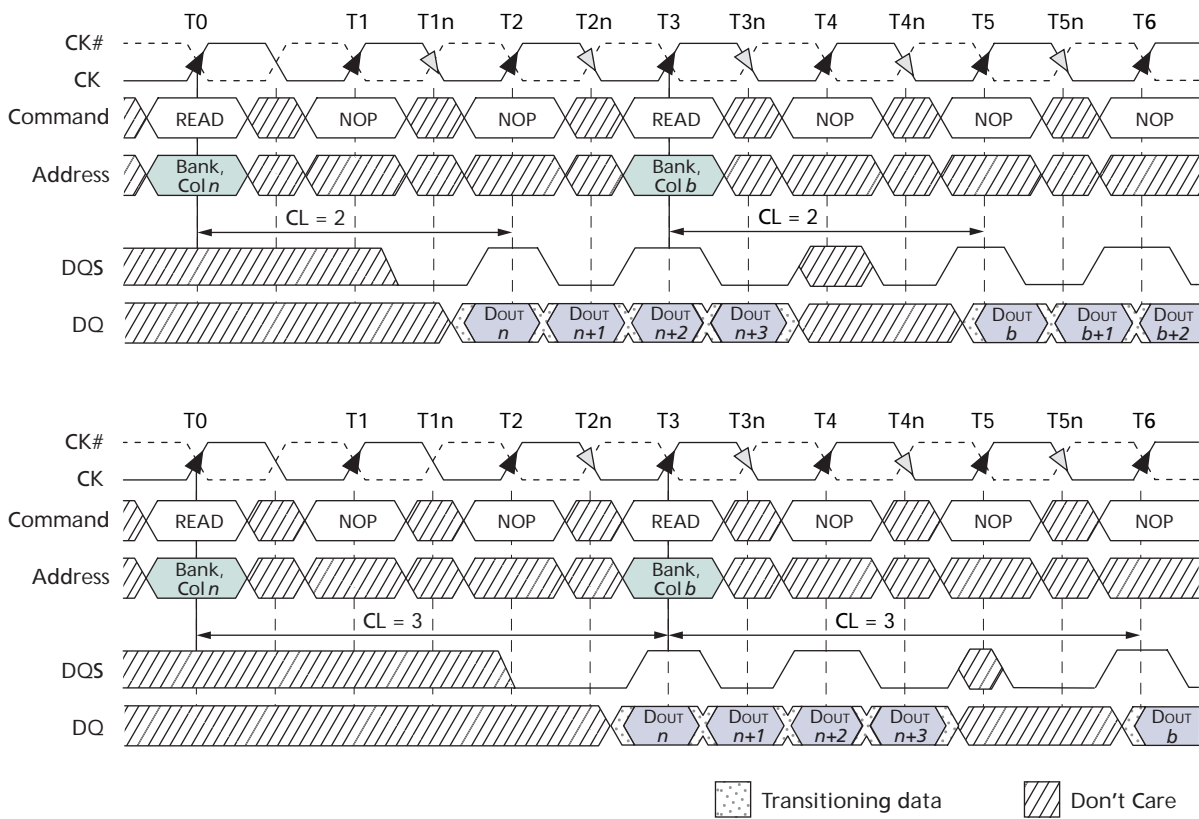 T0 T1 T1n T2 T2n T3 T3n T4 T4n T5 T5n T6
CK#
CK
Command READ NOP NOP READ NOP NOP NOP
Address Bank, Col n Bank, Col b
CL = 2 CL = 2
DQS
DQ DOUT n DOUT n+1 DOUT n+2 DOUT n+3 DOUT b DOUT b+1 DOUT b+2
T0 T1 T1n T2 T2n T3 T3n T4 T4n T5 T5n T6
CK#
CK
Command READ NOP NOP READ NOP NOP NOP
Address Bank, Col n Bank, Col b
CL = 3 CL = 3
DQS
DQ DOUT n DOUT n+1 DOUT n+2 DOUT n+3 DOUT b
Transitioning data Don't Care